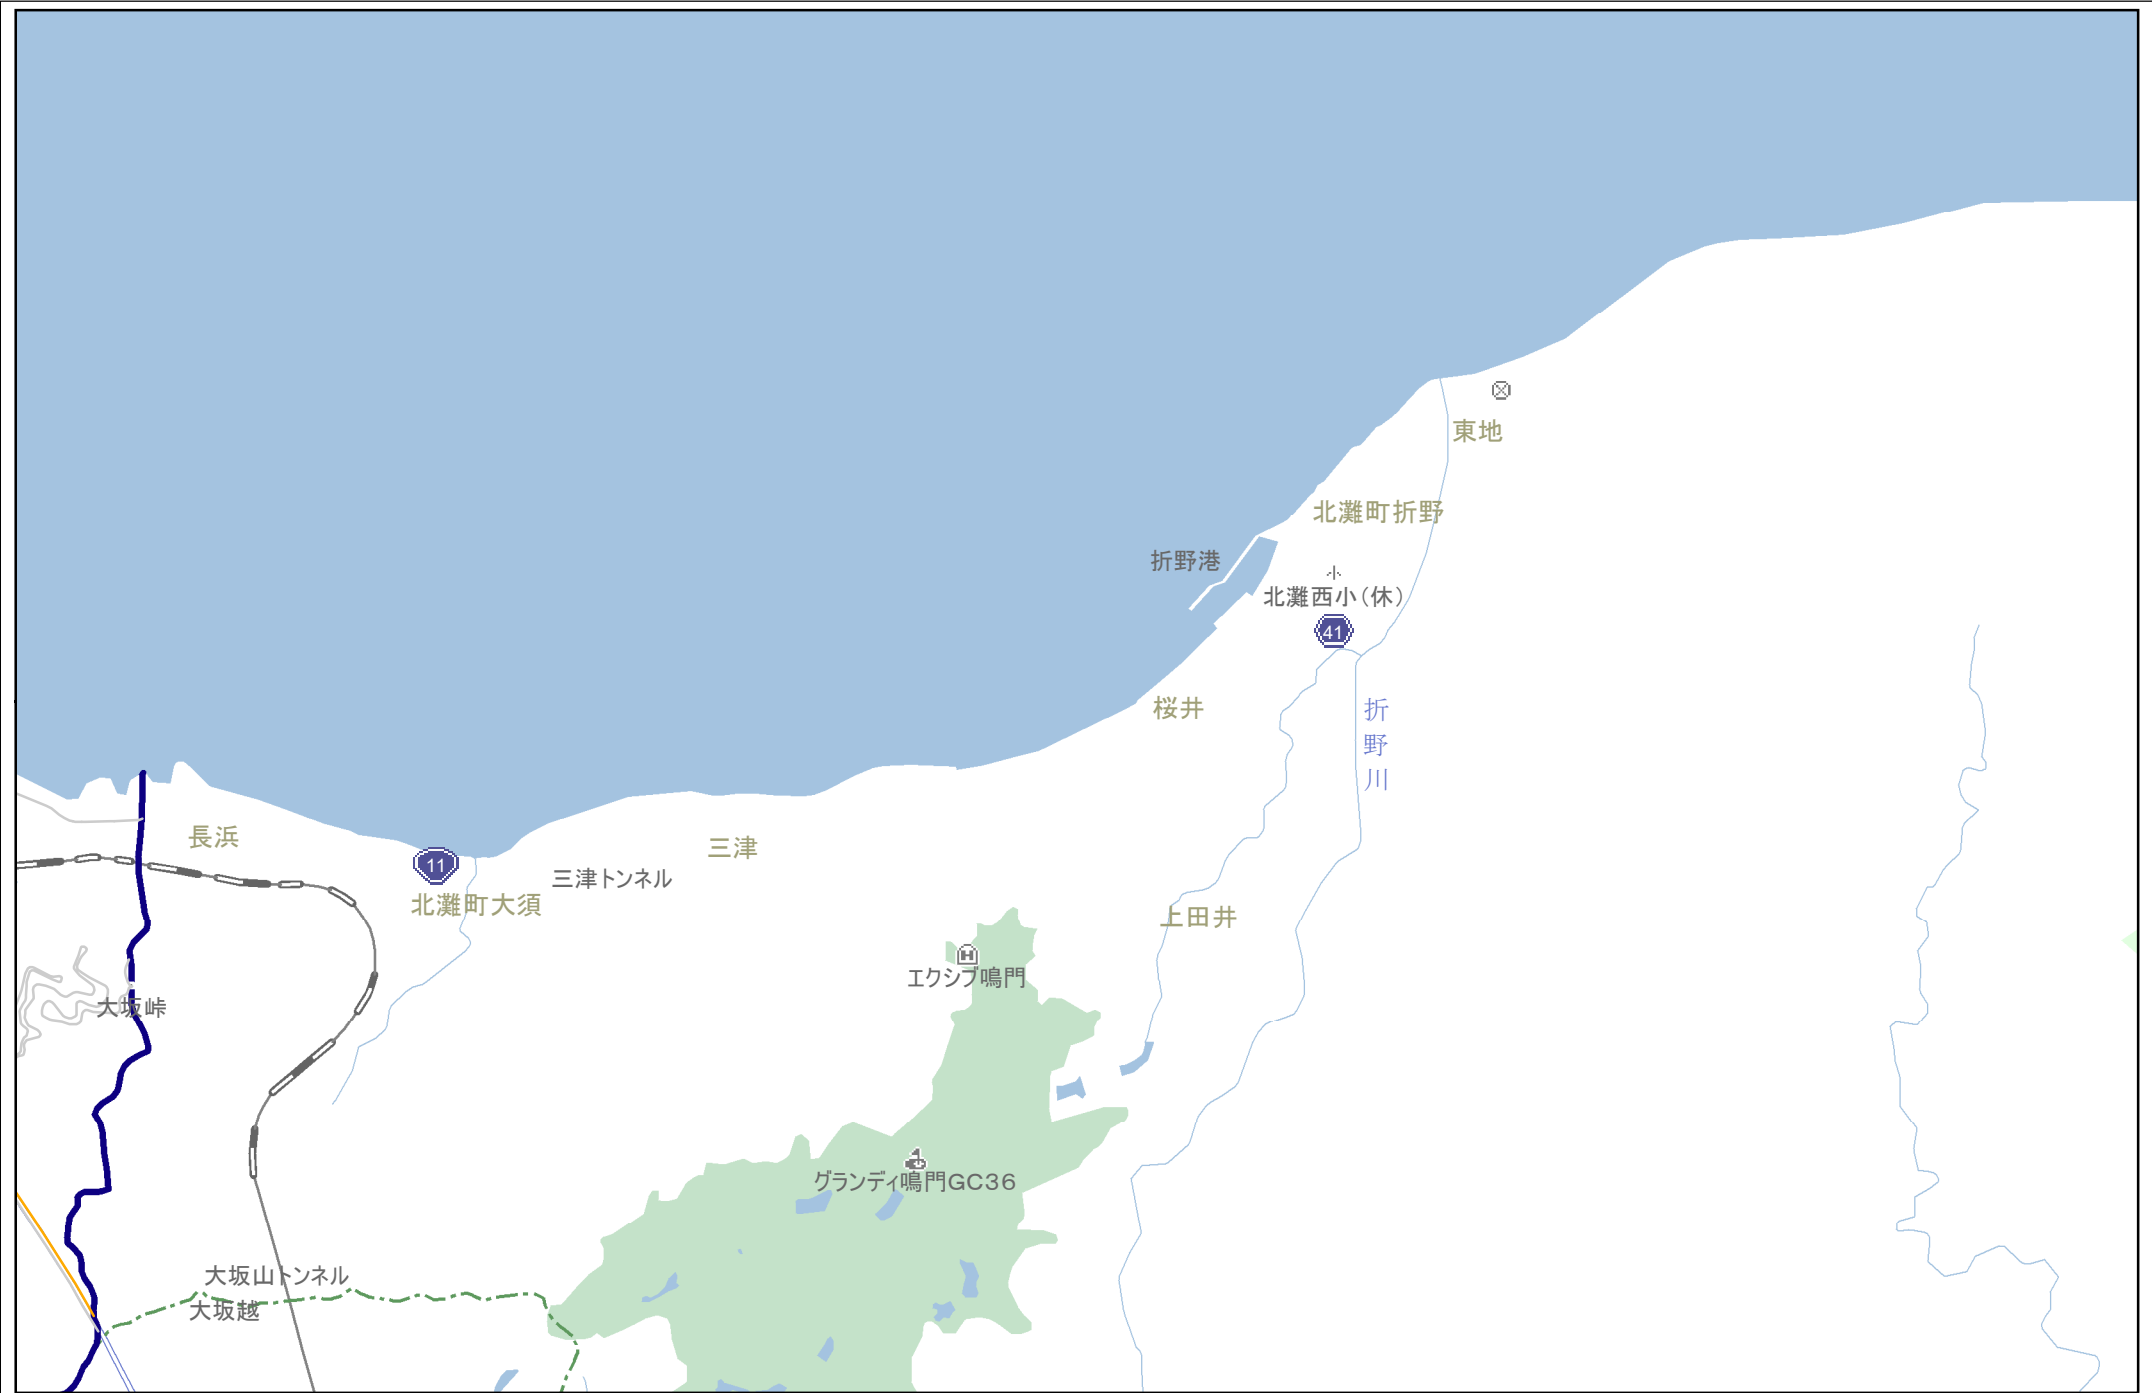 東地
北灘町折野
折野港
小
北灘西小(休)
41
桜井
折野川
長浜
三津
11
三津トンネル
北灘町大須
上田井
H
エクシブ鳴門
大坂峠
グランディ鳴門GC36
大坂山トンネル
大坂越